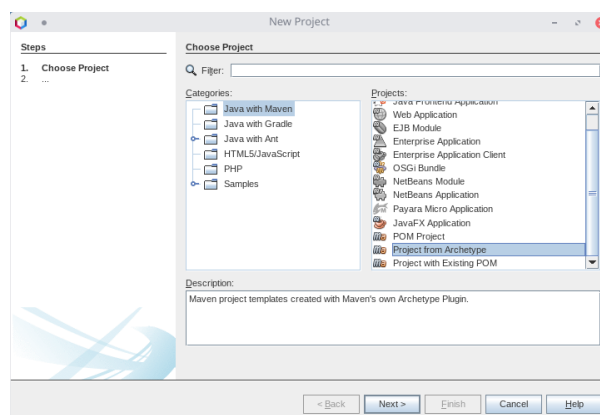 New Project
Steps
1. Choose Project
2. ...
Choose Project
Filter:
Categories:
Java with Maven
Java with Gradle
Java with Ant
HTML5/JavaScript
PHP
Samples
Projects:
Java Frontend Application
Web Application
EJB Module
Enterprise Application
Enterprise Application Client
OSGi Bundle
NetBeans Module
NetBeans Application
Payara Micro Application
JavaFX Application
POM Project
Project from Archetype
Project with Existing POM
Description:
Maven project templates created with Maven's own Archetype Plugin.
< Back Next > Finish Cancel Help